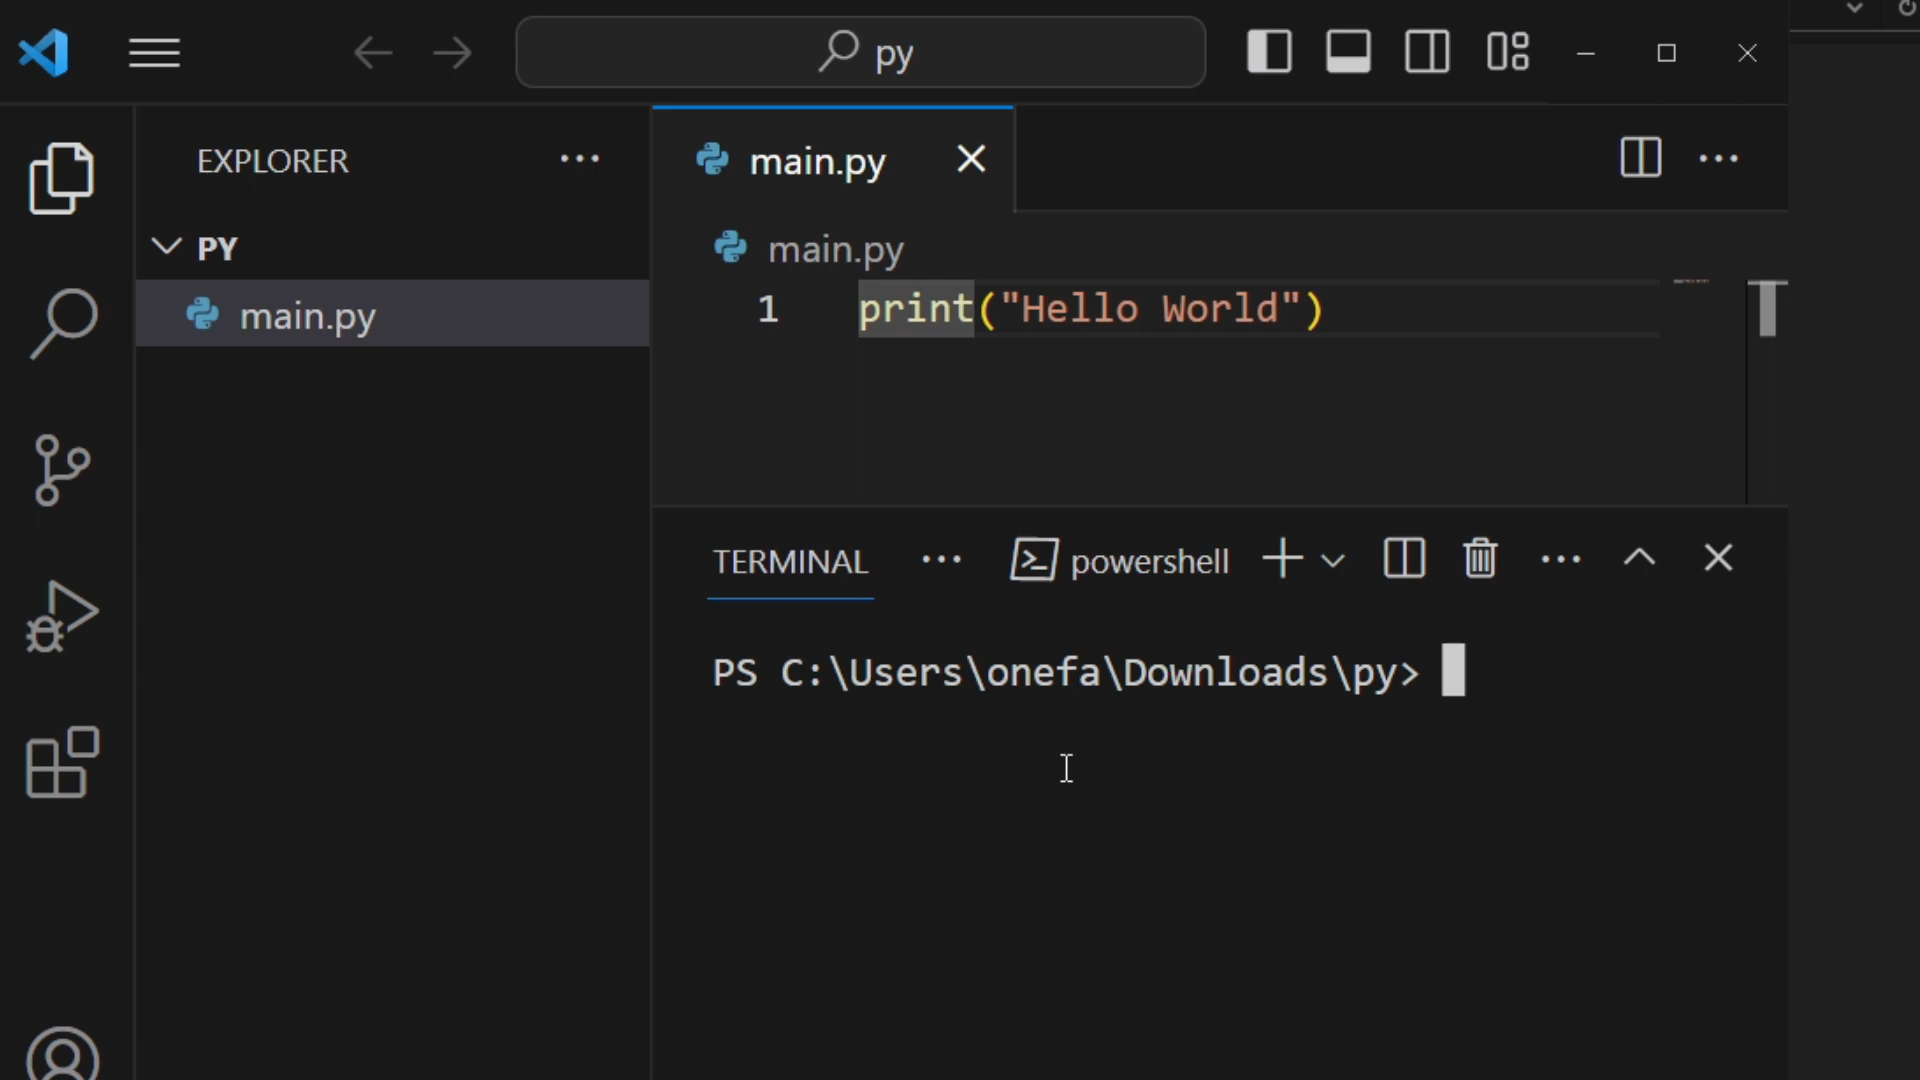 py
EXPLORER
PY
main.py
main.py
main.py
1 print("Hello World")
TERMINAL
powershell
PS C:\Users\onefa\Downloads\py>